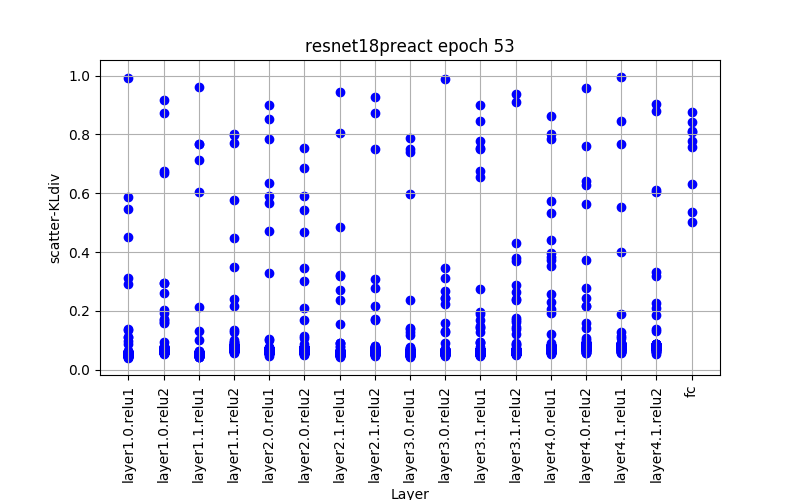 resnet18preact epoch 53
scatter-KLdiv
1.0
0.8
0.6
0.4
0.2
0.0
layer1.0.relu1
layer1.0.relu2
layer1.1.relu1
layer1.1.relu2
layer2.0.relu1
layer2.0.relu2
layer2.1.relu1
layer2.1.relu2
layer3.0.relu1
layer3.0.relu2
layer3.1.relu1
layer3.1.relu2
layer4.0.relu1
layer4.0.relu2
layer4.1.relu1
layer4.1.relu2
fc
Layer